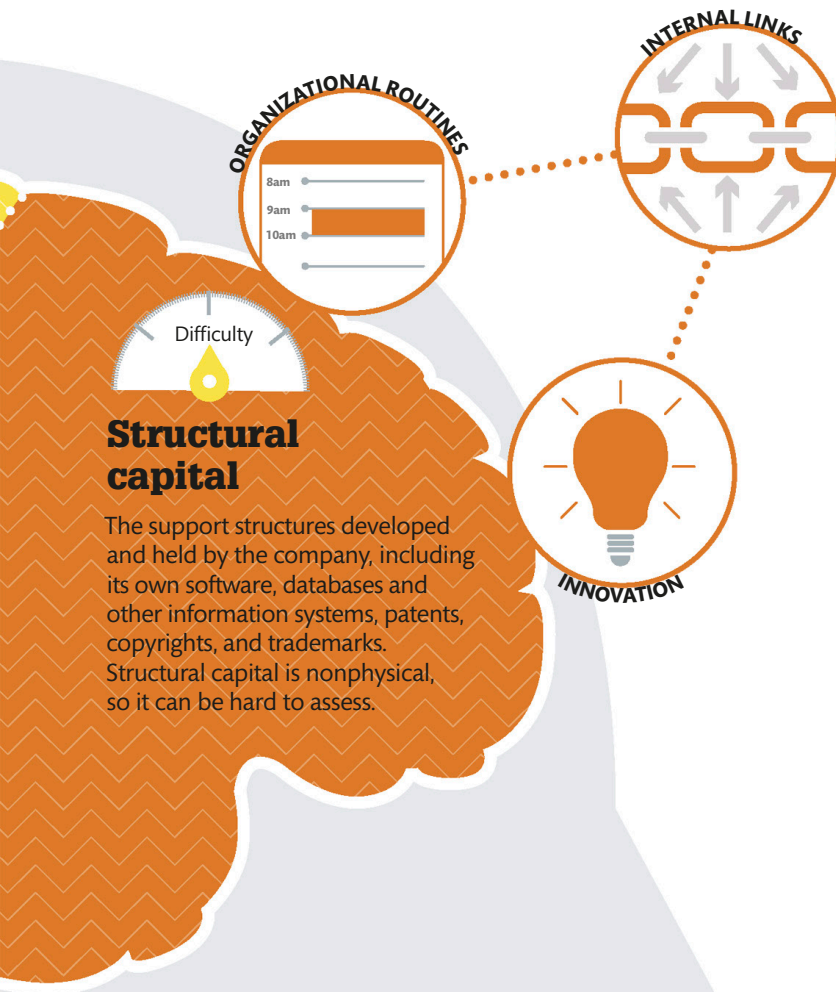 INTERNAL LINKS
ORGANIZATIONAL ROUTINES
8am
9am
10am
Difficulty
Structural
capital
The support structures developed
and held by the company, including
its own software, databases and
other information systems, patents,
copyrights, and trademarks.
Structural capital is nonphysical,
so it can be hard to assess.
INNOVATION